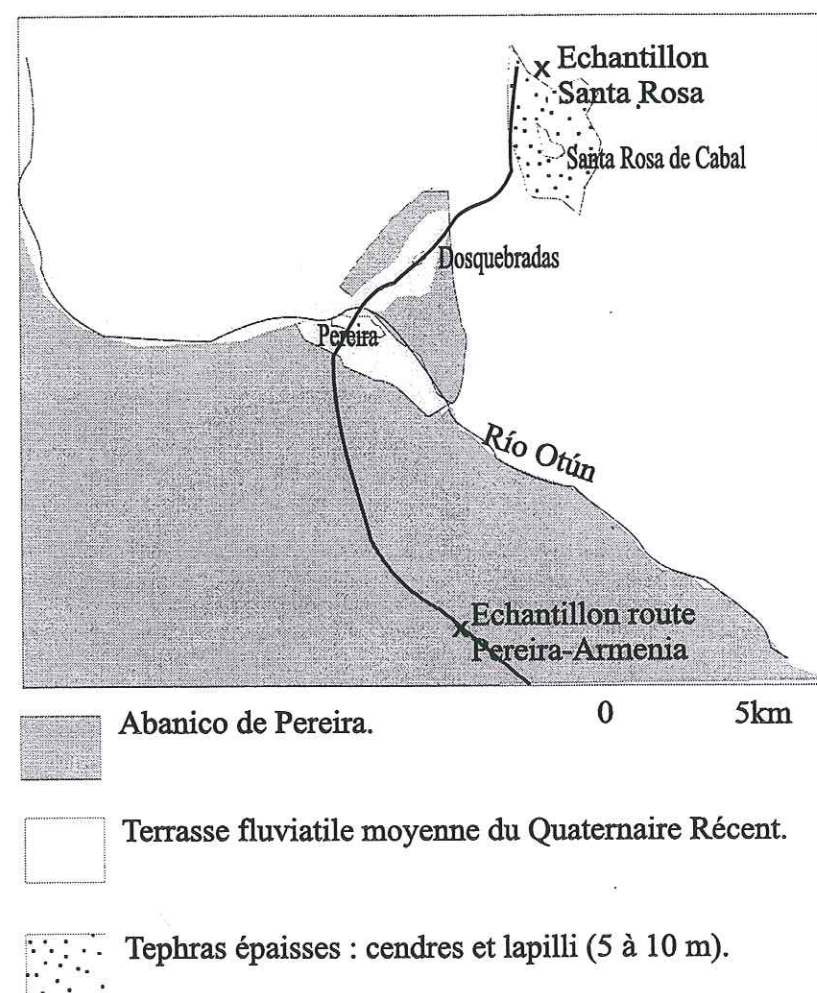 x Echantillon
Santa Rosa
Santa Rosa de Cabal
Dosquebradas
Pereira
Río Otún
x Echantillon route
Pereira-Armenia
0 5km
Abanico de Pereira.
Terrasse fluviatile moyenne du Quaternaire Récent.
Tephras épaisses : cendres et lapilli (5 à 10 m).